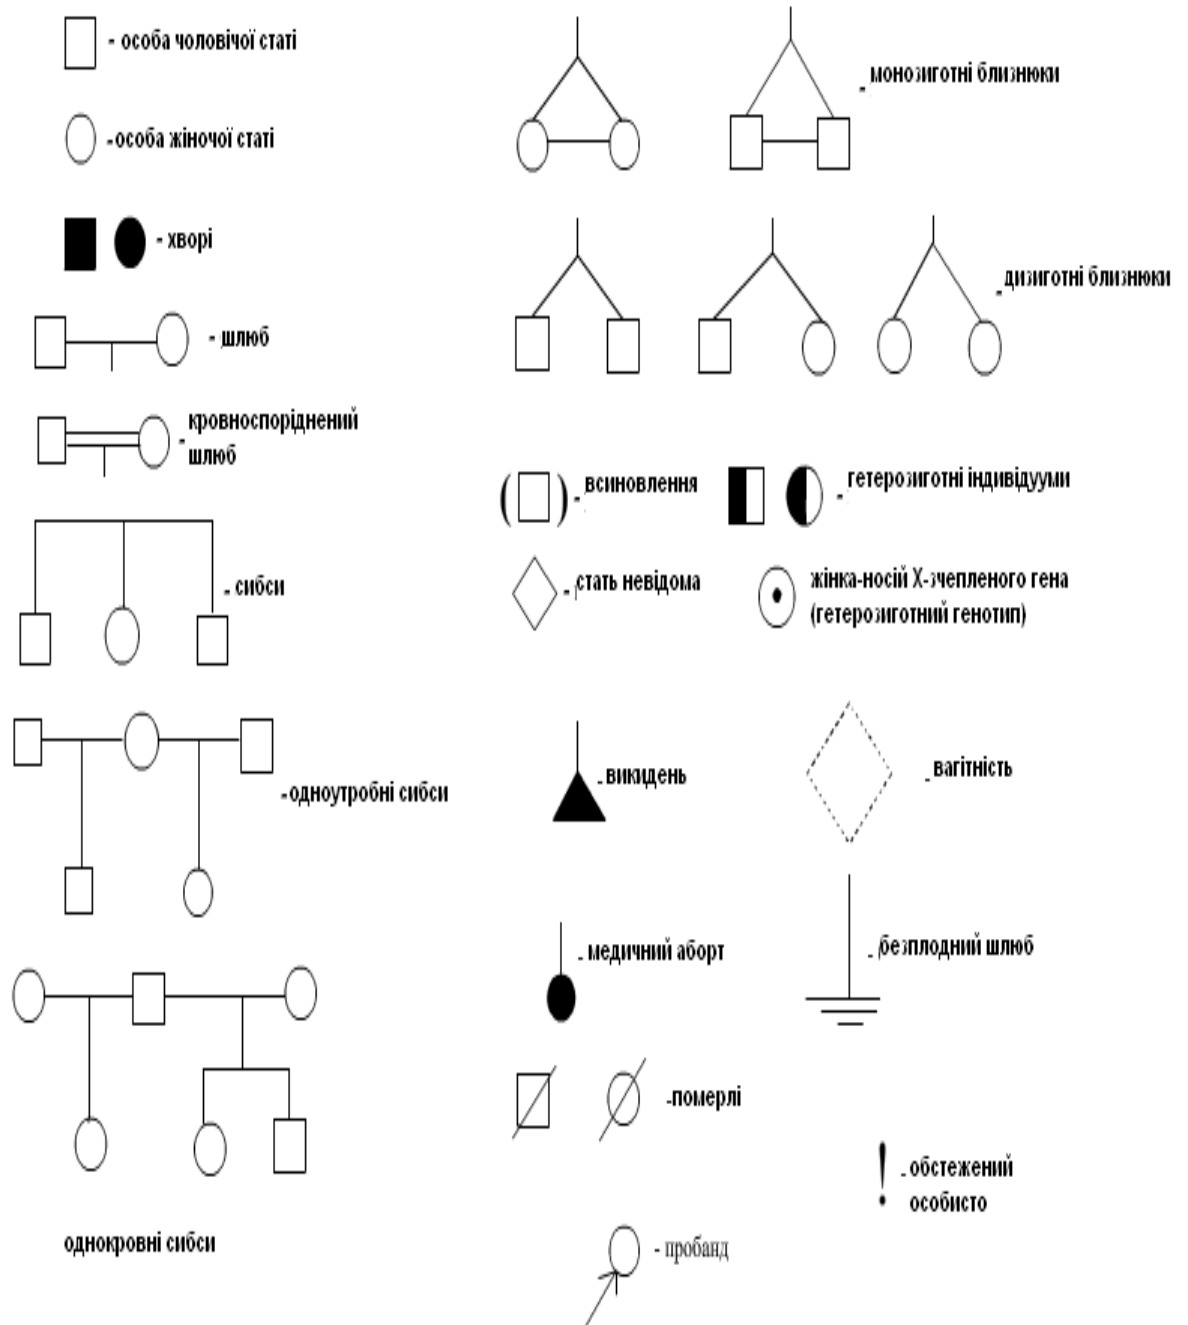 - особа чоловічої статі
-особа жіночої статі
- хворі
- шлюб
- кровноспоріднений
шлюб
- сибси
-одноутробні сибси
однокровні сибси
- монозиготні близнюки
- дизиготні близнюки
( ) - всиновлення
- гетерозиготні індивідууми
- стать невідома
жінка-носій Х-зчепленого гена
(гетерозиготний генотип)
- викидень
- вагітність
- медичний аборт
- безплодний шлюб
-померлі
! - обстежений
особисто
- пробанд